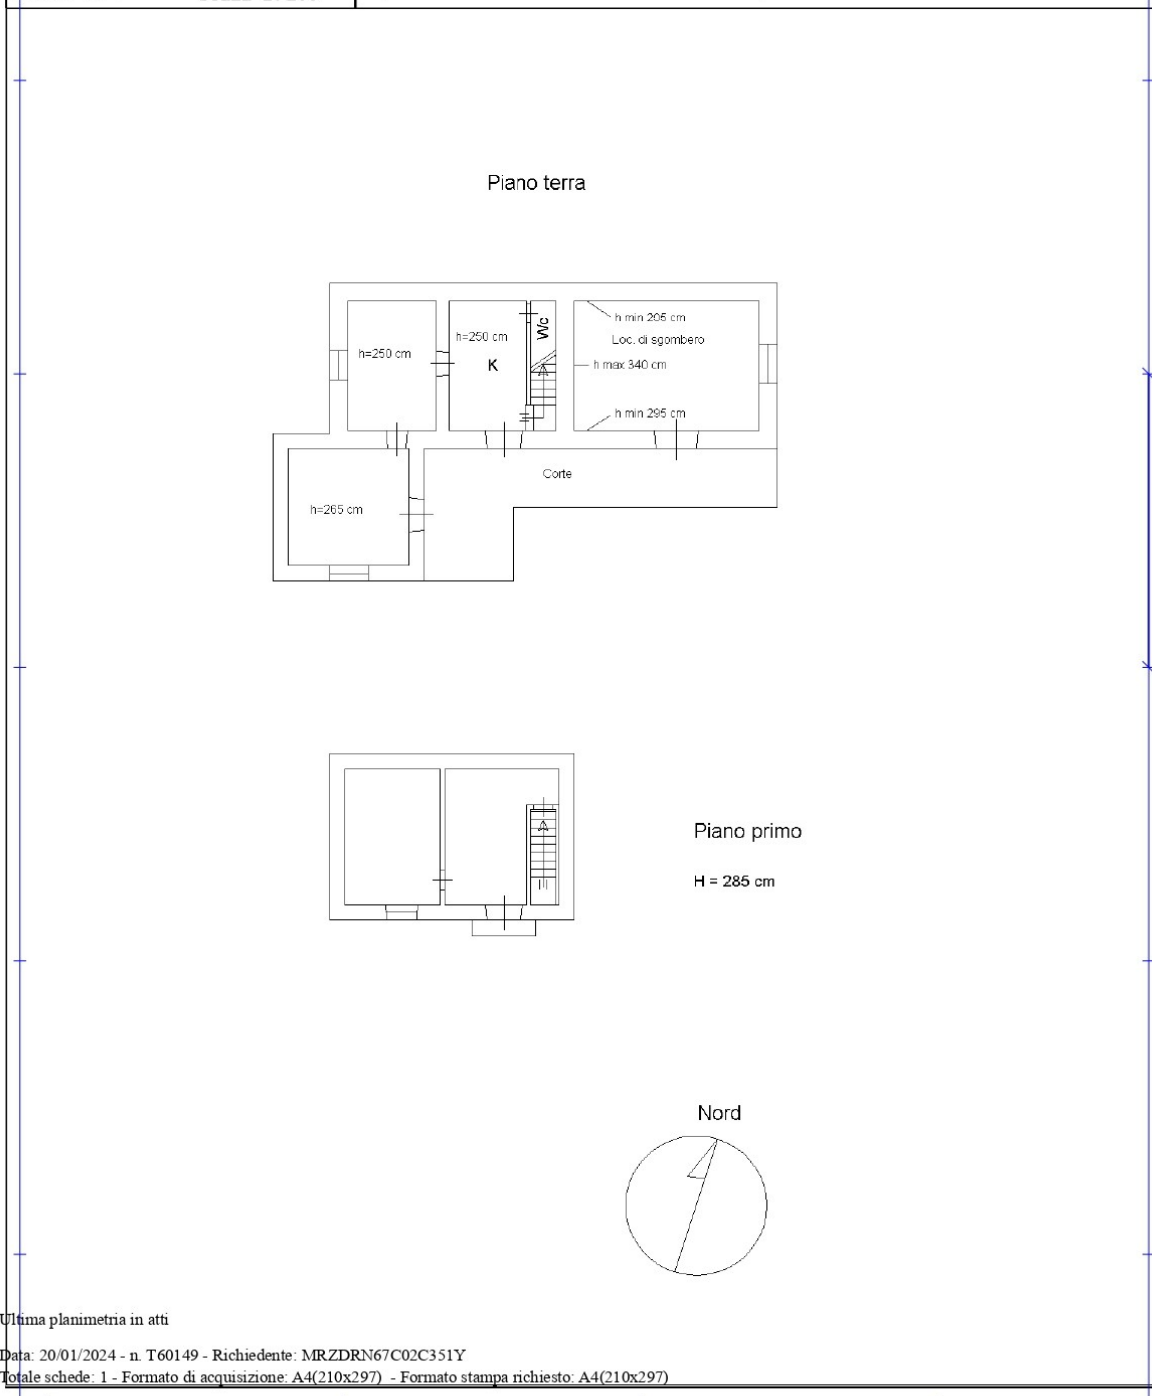 Piano terra
h min 295 cm
Wc
h=250 cm
Loc. di sgombero
h=250 cm
K
h max 340 cm
h min 295 cm
Corte
h=265 cm
Piano primo
H = 285 cm
Nord
Ultima planimetria in atti
Data: 20/01/2024 - n. T60149 - Richiedente: MRZDRN67C02C351Y
Totale schede: 1 - Formato di acquisizione: A4(210x297) - Formato stampa richiesto: A4(210x297)